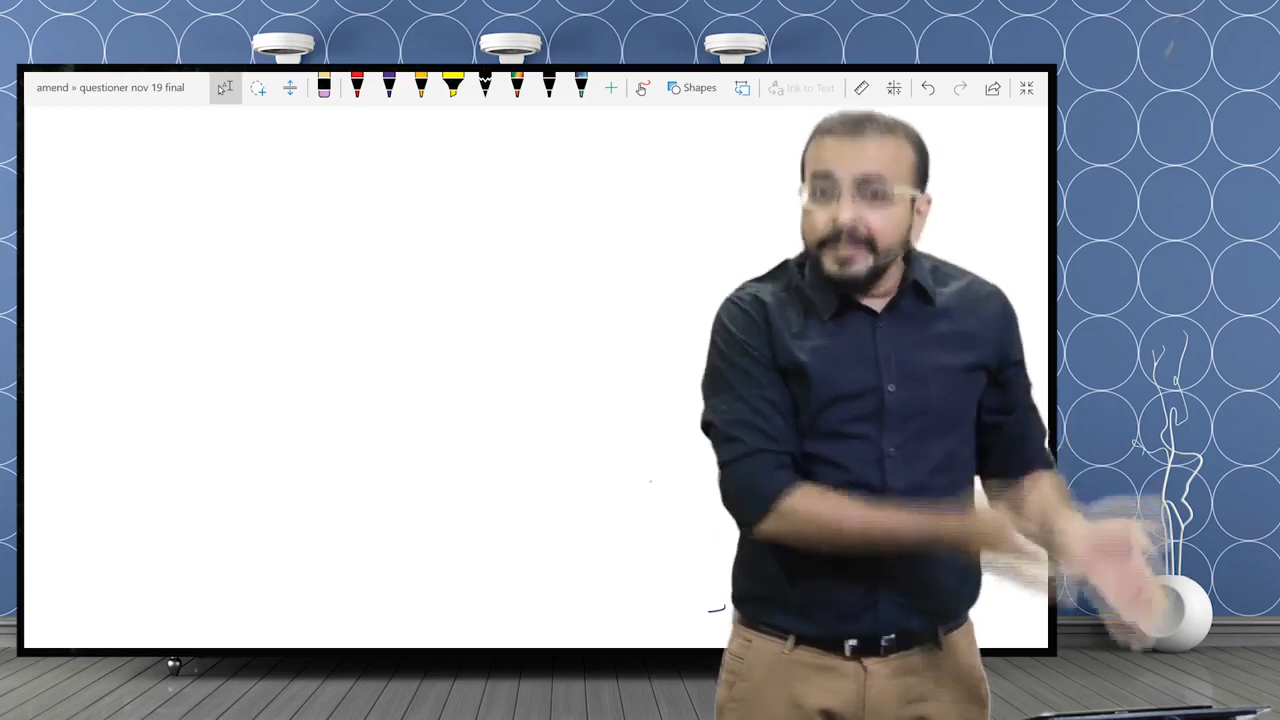 amend » questioner nov 19 final
Shapes
Ink to Text